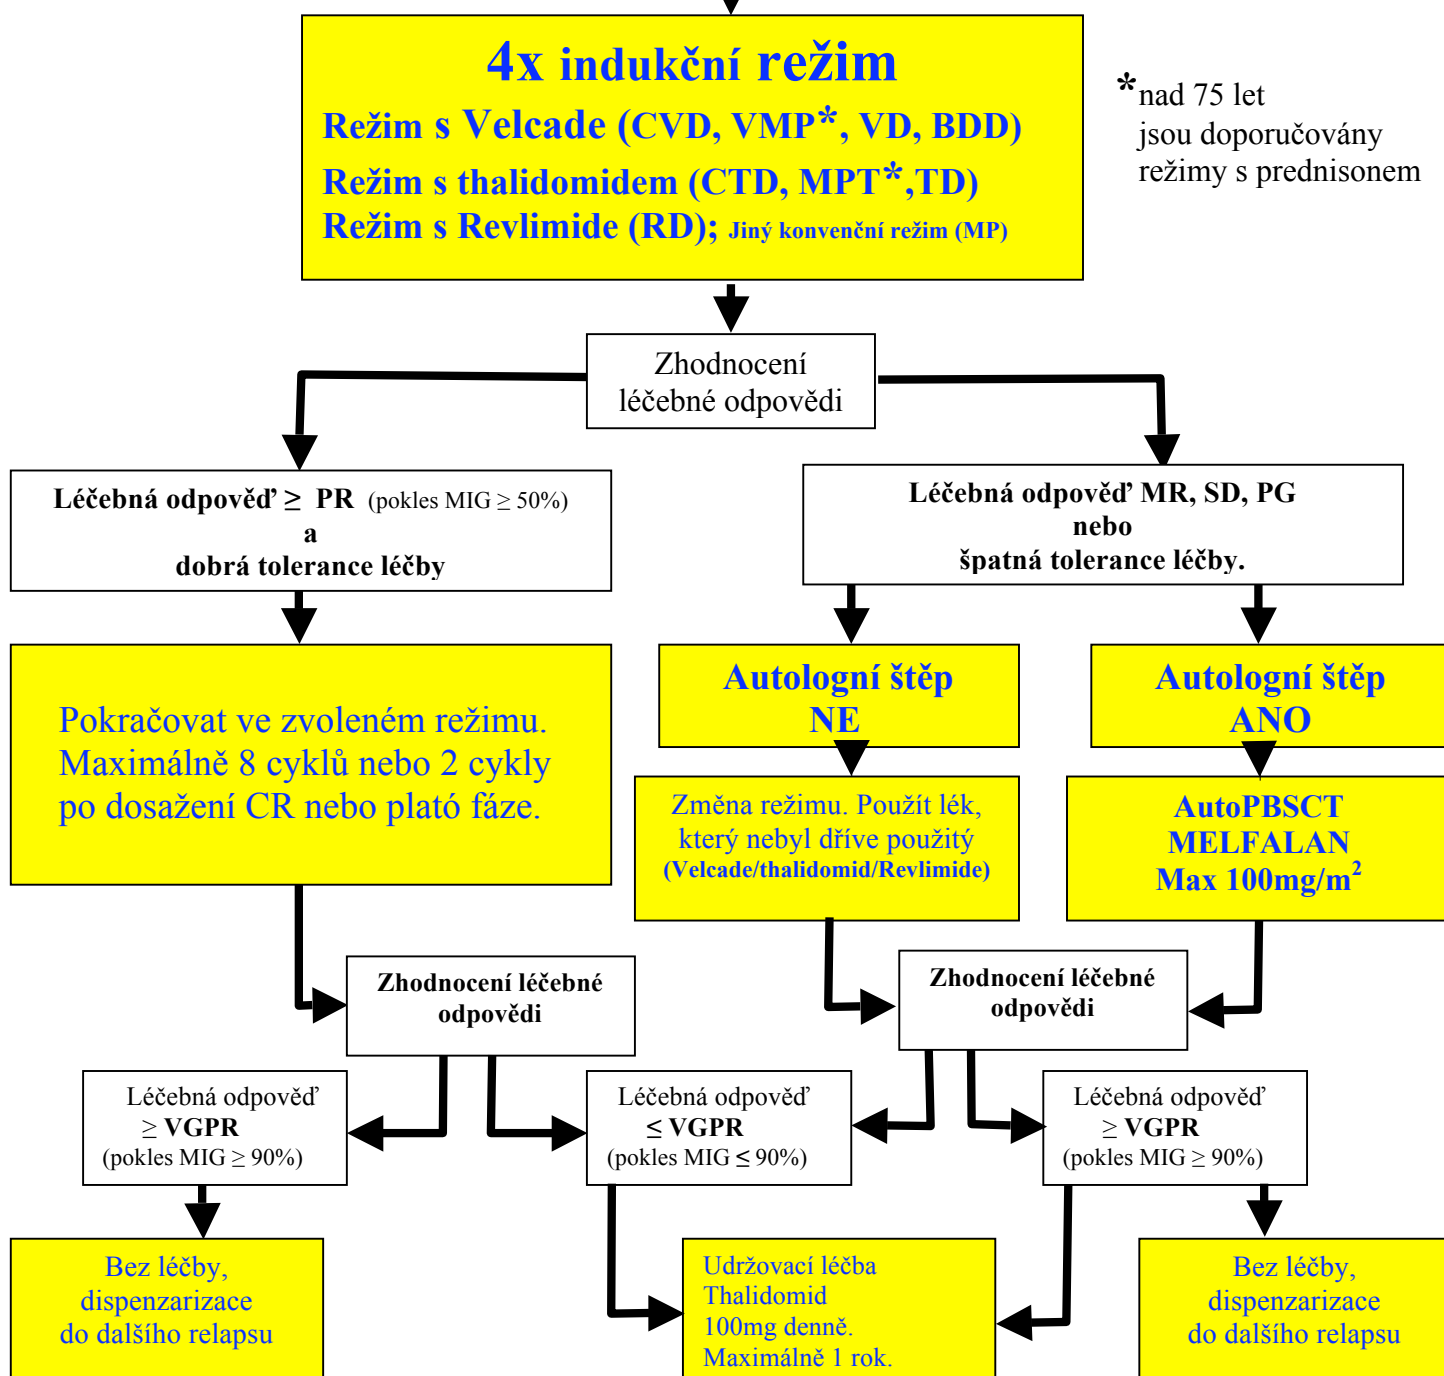 4x indukční režim
Režim s Velcade (CVD, VMP*, VD, BDD)
Režim s thalidomidem (CTD, MPT*,TD)
Režim s Revlimide (RD); Jiný konvenční režim (MP)
*nad 75 let
jsou doporučovány
režimy s prednisonem
Zhodnocení
léčebné odpovědi
Léčebná odpověď ≥ PR (pokles MIG ≥ 50%)
a
dobrá tolerance léčby
Léčebná odpověď MR, SD, PG
nebo
špatná tolerance léčby.
Pokračovat ve zvoleném režimu.
Maximálně 8 cyklů nebo 2 cykly
po dosažení CR nebo plató fáze.
Autologní štěp
NE
Autologní štěp
ANO
Změna režimu. Použít lék,
který nebyl dříve použitý
(Velcade/thalidomid/Revlimide)
AutoPBSCT
MELFALAN
Max 100mg/m²
Zhodnocení léčebné
odpovědi
Zhodnocení léčebné
odpovědi
Léčebná odpověď
≥ VGPR
(pokles MIG ≥ 90%)
Léčebná odpověď
≤ VGPR
(pokles MIG ≤ 90%)
Léčebná odpověď
≥ VGPR
(pokles MIG ≥ 90%)
Bez léčby,
dispenzarizace
do dalšího relapsu
Udržovací léčba
Thalidomid
100mg denně.
Maximálně 1 rok.
Bez léčby,
dispenzarizace
do dalšího relapsu